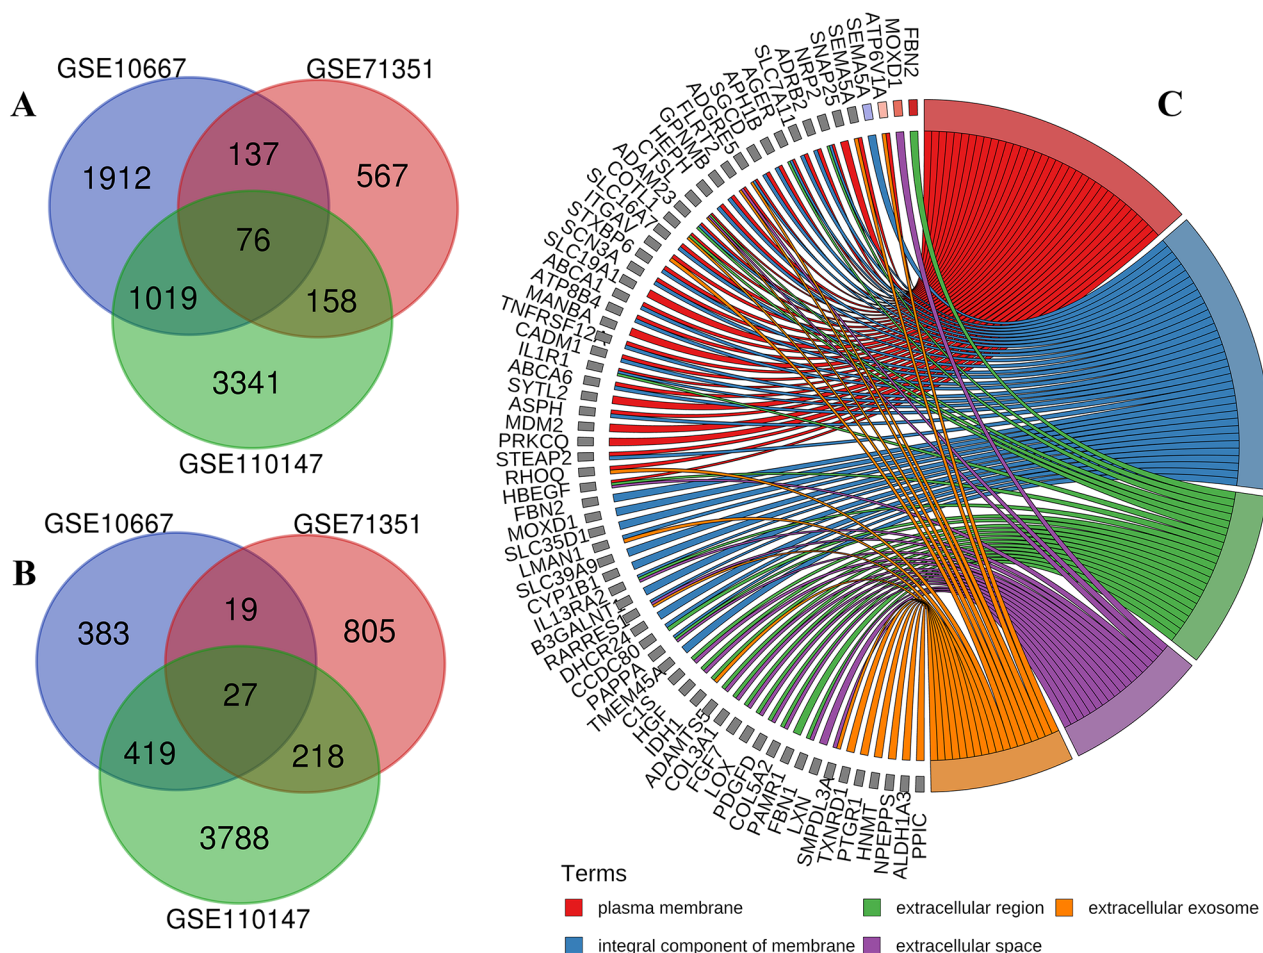 A
GSE10667
GSE71351
1912
137
567
76
1019
158
3341
GSE110147
B
GSE10667
GSE71351
383
19
805
27
419
218
3788
GSE110147
C
FBN2
MOXD1
ATP6V1A
SEMA5A
SEMA5A
SNAP25
NRP2
ADRB2
SLC7A11
AGER
APH1B
SGCD
ADGRE5
FLRT2
GPNMB
HEPH
CTSL
ADAM23
COTL1
SLC16A7
ITGAV
STXBP6
SCN3A
SLC19A1
ABCA1
ATP8B4
MANBA
CADM1
IL1R1
ABCA6
SYTL2
ASPH
MDM2
PRKCQ
STEAP2
RHOQ
HBEGF
FBN2
MOXD1
SLC35D1
LMAN1
SLC39A9
CYP1B1
IL13RA2
RARRES1
DHCR24
CCDC80
PAPPA
TMEM45A
C1S
HGF
IDH1
ADAMTS5
COL3A1
FGF7
LOX
PDGFD
COL5A2
PAMR1
FBN1
LXN
SMPDL3A
TXNRD1
PTGR1
HNMT
NPEPPS
ALDH1A3
PPIC
Terms
plasma membrane
extracellular region
extracellular exosome
integral component of membrane
extracellular space